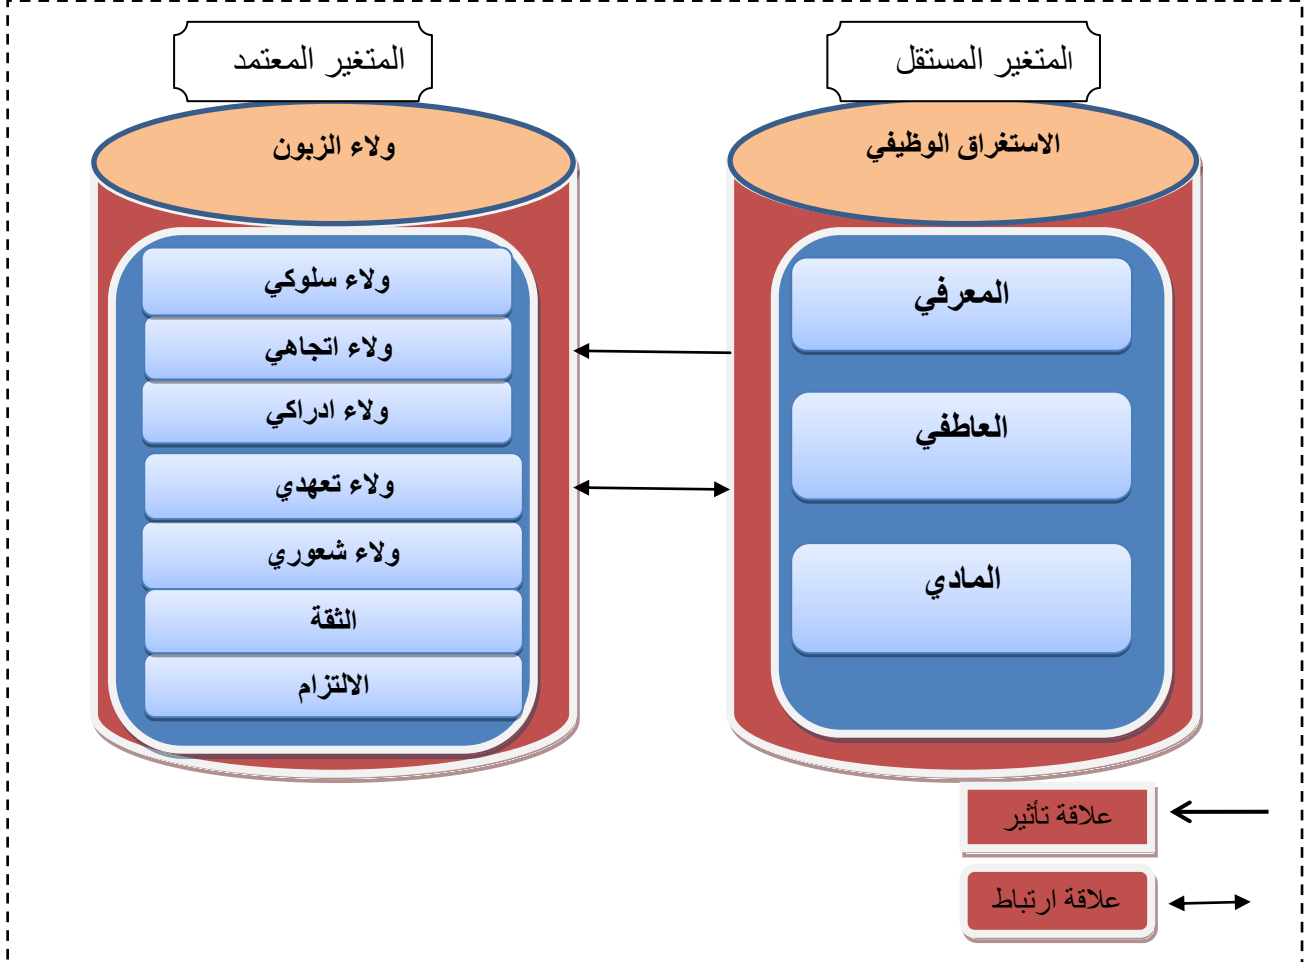 المتغير المستقل
الاستغراق الوظيفي
المعرفي
العاطفي
المادي
المتغير المعتمد
ولاء الزبون
ولاء سلوكي
ولاء اتجاهي
ولاء ادراكي
ولاء تعهدي
ولاء شعوري
الثقة
الالتزام
علاقة تأثير
علاقة ارتباط